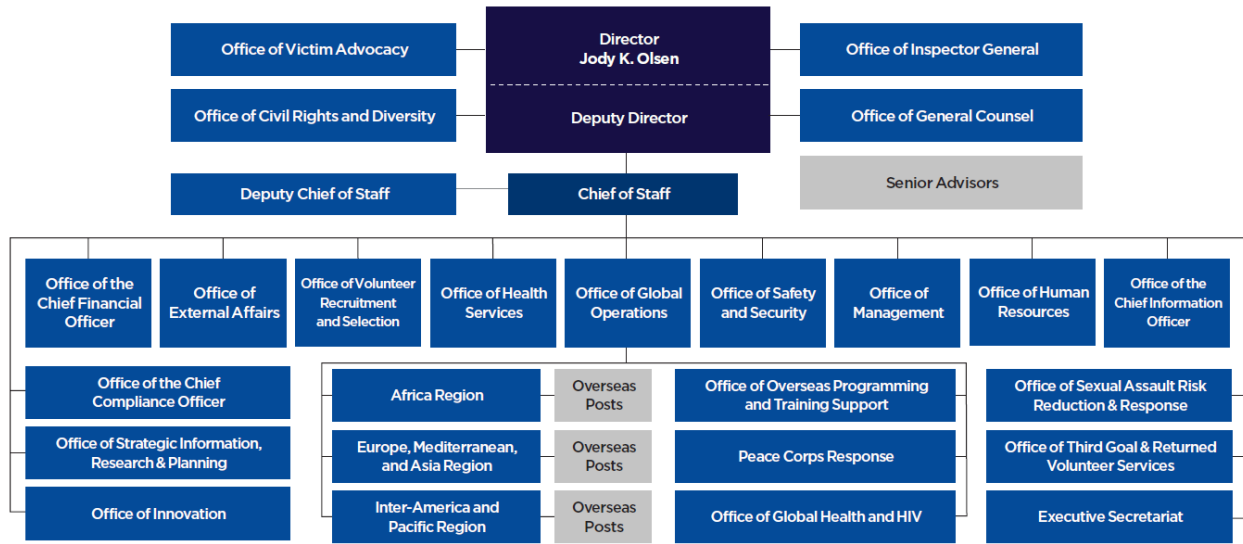 Office of Victim Advocacy
Director
Jody K. Olsen
Office of Inspector General
Office of Civil Rights and Diversity
Deputy Director
Office of General Counsel
Deputy Chief of Staff
Chief of Staff
Senior Advisors
Office of the
Chief Financial
Officer
Office of
External Affairs
Office of Volunteer
Recruitment
and Selection
Office of Health
Services
Office of Global
Operations
Office of Safety
and Security
Office of
Management
Office of Human
Resources
Office of the
Chief Information
Officer
Office of the Chief
Compliance Officer
Africa Region
Overseas
Posts
Office of Overseas Programming
and Training Support
Office of Sexual Assault Risk
Reduction & Response
Office of Strategic Information,
Research & Planning
Europe, Mediterranean,
and Asia Region
Overseas
Posts
Peace Corps Response
Office of Third Goal & Returned
Volunteer Services
Office of Innovation
Inter-America and
Pacific Region
Overseas
Posts
Office of Global Health and HIV
Executive Secretariat